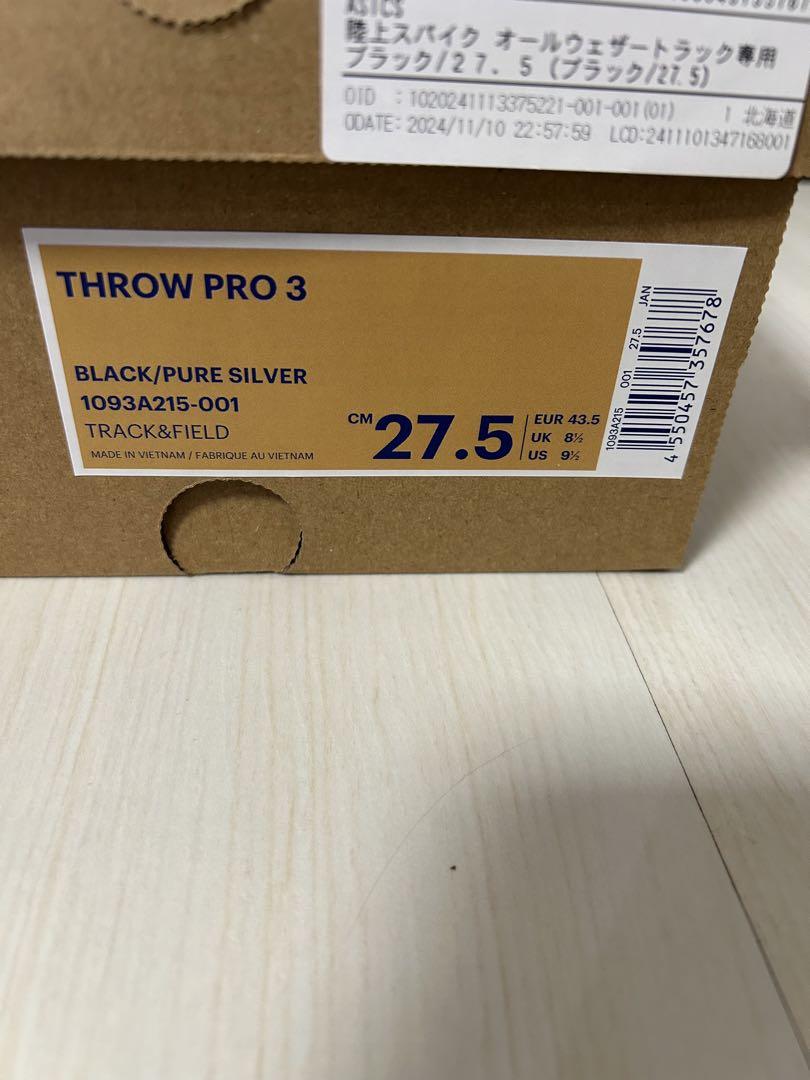 ASICS
陸上スパイク オールウェザートラック専用
ブラック/27.5 (ブラック/27.5)
OID : 1020241113375221-001-001(01) 1 北海道
ODATE: 2024/11/10 22:57:59 LCD:2411101347168001
THROW PRO 3
BLACK/PURE SILVER
1093A215-001
TRACK&FIELD
MADE IN VIETNAM / FABRIQUE AU VIETNAM
CM 27.5
EUR 43.5
UK 8½
US 9½
1093A215 001 27.5 JAN
4 550457 357678